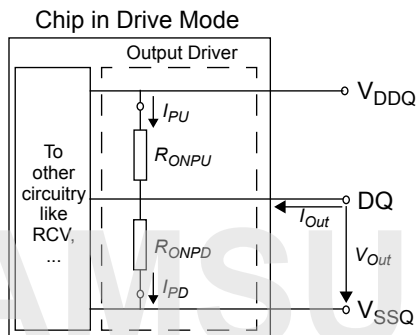 Chip in Drive Mode
Output Driver
V_DDQ
I_PU
To
other
circuitry
like
RCV,
...
R_ONPU
DQ
I_Out
R_ONPD
V_Out
I_PD
V_SSQ
AMSU